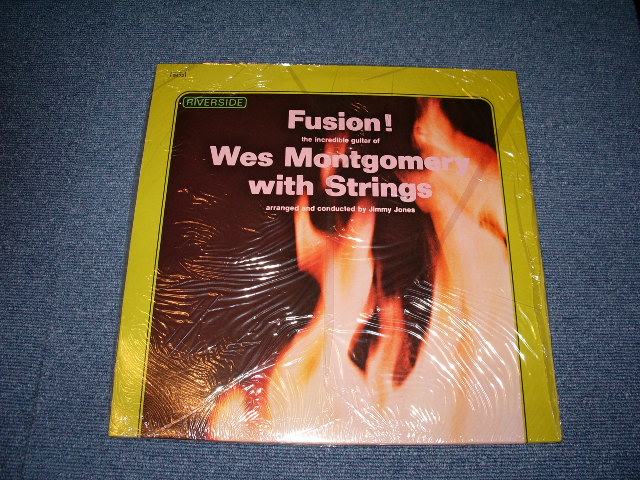 RIVERSIDE
Fusion!
the incredible guitar of
Wes Montgomery
with Strings
arranged and conducted by Jimmy Jones